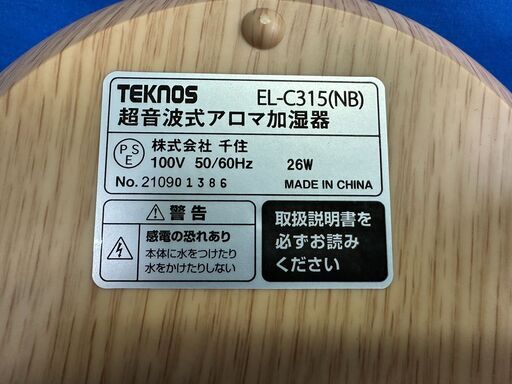 TEKNOS EL-C315(NB)
超音波式アロマ加湿器
PSE
株式会社 千住
100V 50/60Hz 26W
No. 210901386 MADE IN CHINA
警告
感電の恐れあり
本体に水をつけたり
水をかけたりしない
取扱説明書を
必ずお読み
ください